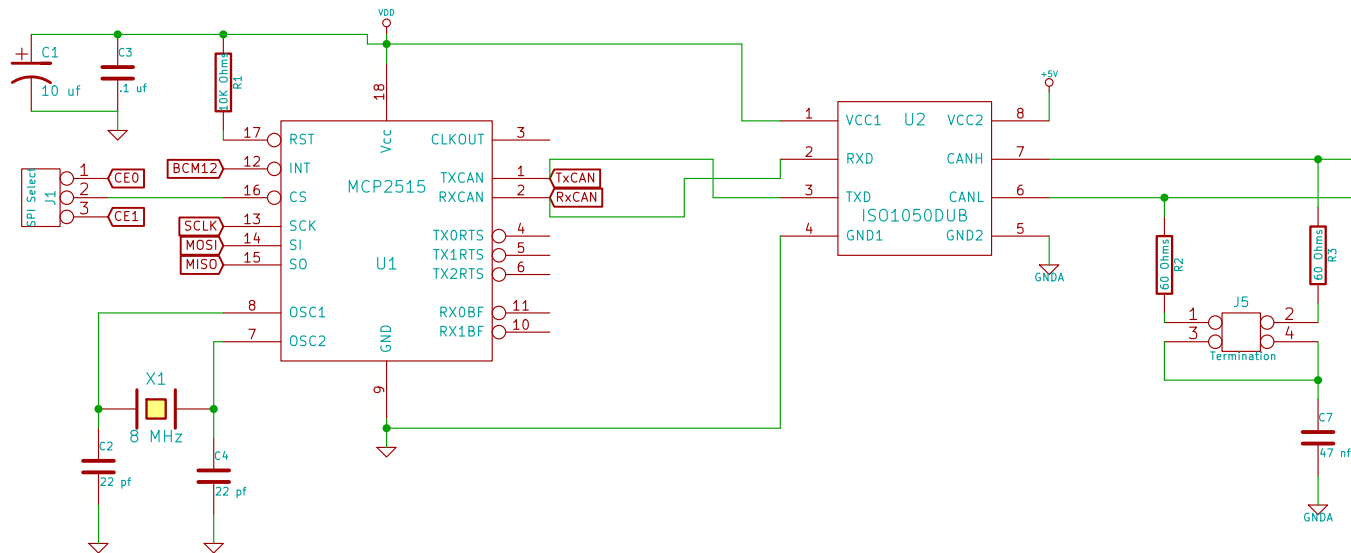 VDD
C1
10 uf
C3
.1 uf
10K Ohms
R1
18
Vcc
17
RST
CLKOUT
3
BCM12
12
INT
1
CE0
2
3
CE1
SPI Select
J1
16
CS
MCP2515
TXCAN
1
TxCAN
RXCAN
2
RxCAN
SCLK
13
SCK
MOSI
14
SI
MISO
15
SO
U1
TX0RTS
4
TX1RTS
5
TX2RTS
6
8
OSC1
RX0BF
11
7
OSC2
RX1BF
10
GND
9
X1
8 MHz
C2
22 pf
C4
22 pf
+5V
1
VCC1
U2
VCC2
8
2
RXD
CANH
7
3
TXD
CANL
6
ISO1050DUB
4
GND1
GND2
5
GNDA
60 Ohms
R2
60 Ohms
R3
J5
1
2
3
4
Termination
C7
47 nf
GNDA